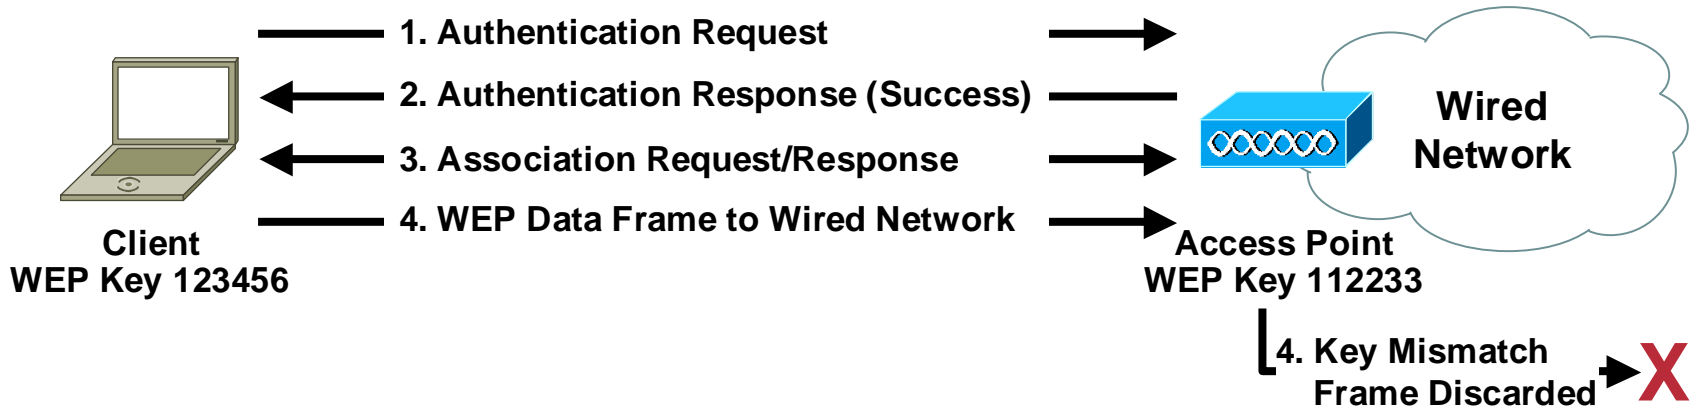 1. Authentication Request
2. Authentication Response (Success)
3. Association Request/Response
4. WEP Data Frame to Wired Network
Client
WEP Key 123456
Wired
Network
Access Point
WEP Key 112233
4. Key Mismatch
Frame Discarded
X